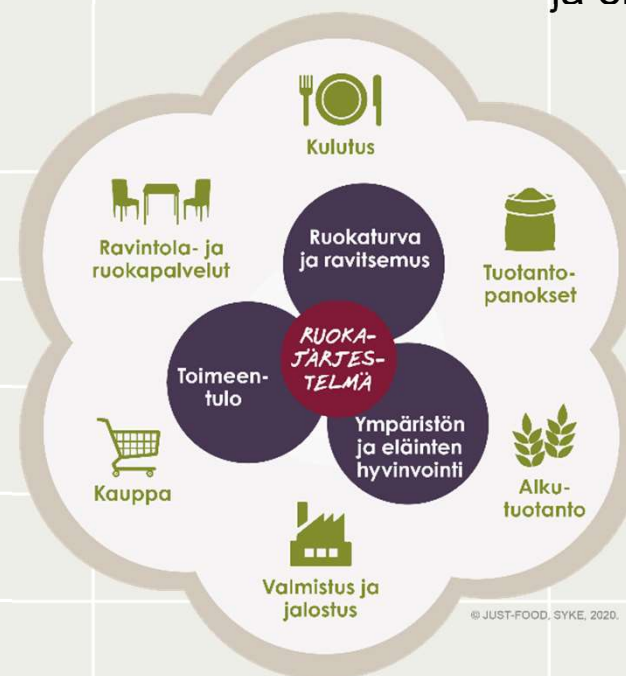 Kulutus
Ravintola- ja
ruokapalvelut
Ruokaturva
ja ravitsemus
Tuotanto-
panokset
RUOKA-
JÄRJES-
TELMÄ
Toimeen-
tulo
Ympäristön
ja eläinten
hyvinvointi
Kauppa
Alku-
tuotanto
Valmistus ja
jalostus
© JUST-FOOD, SYKE, 2020.